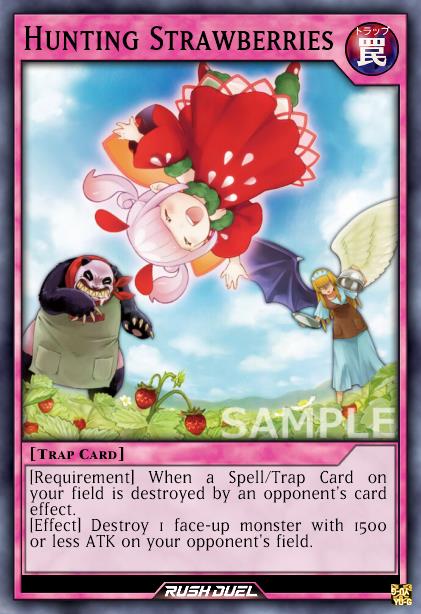 Hunting Strawberries
トラップ
罠
SAMPLE
[Trap Card]
[Requirement] When a Spell/Trap Card on
your field is destroyed by an opponent's card
effect.
[Effect] Destroy 1 face-up monster with 1500
or less ATK on your opponent's field.
RUSH DUEL